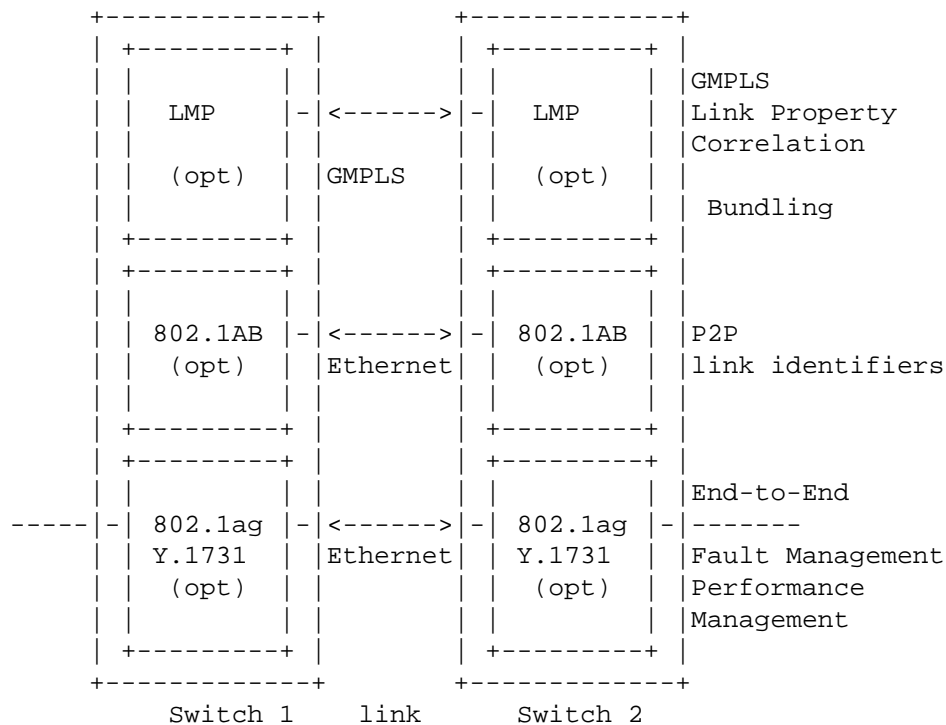 +-------------+         +-------------+
| +---------+ |         | +---------+ |
| |         | |         | |         | |GMPLS
| |  LMP    |-|<------>|-|  LMP    | |Link Property
| |         | |         | |         | |Correlation
| |  (opt)  | |GMPLS    | |  (opt)  | |
| |         | |         | |         | | Bundling
| +---------+ |         | +---------+ |
| +---------+ |         | +---------+ |
| |         | |         | |         | |
| | 802.1AB |-|<------>|-| 802.1AB | |P2P
| |  (opt)  | |Ethernet| |  (opt)  | |link identifiers
| |         | |         | |         | |
| +---------+ |         | +---------+ |
| +---------+ |         | +---------+ |
| |         | |         | |         | |End-to-End
-----|-| 802.1ag |-|<------>|-| 802.1ag |-|-------
| | Y.1731  | |Ethernet| | Y.1731  | |Fault Management
| |  (opt)  | |         | |  (opt)  | |Performance
| |         | |         | |         | |Management
| +---------+ |         | +---------+ |
+-------------+         +-------------+
Switch 1    link      Switch 2